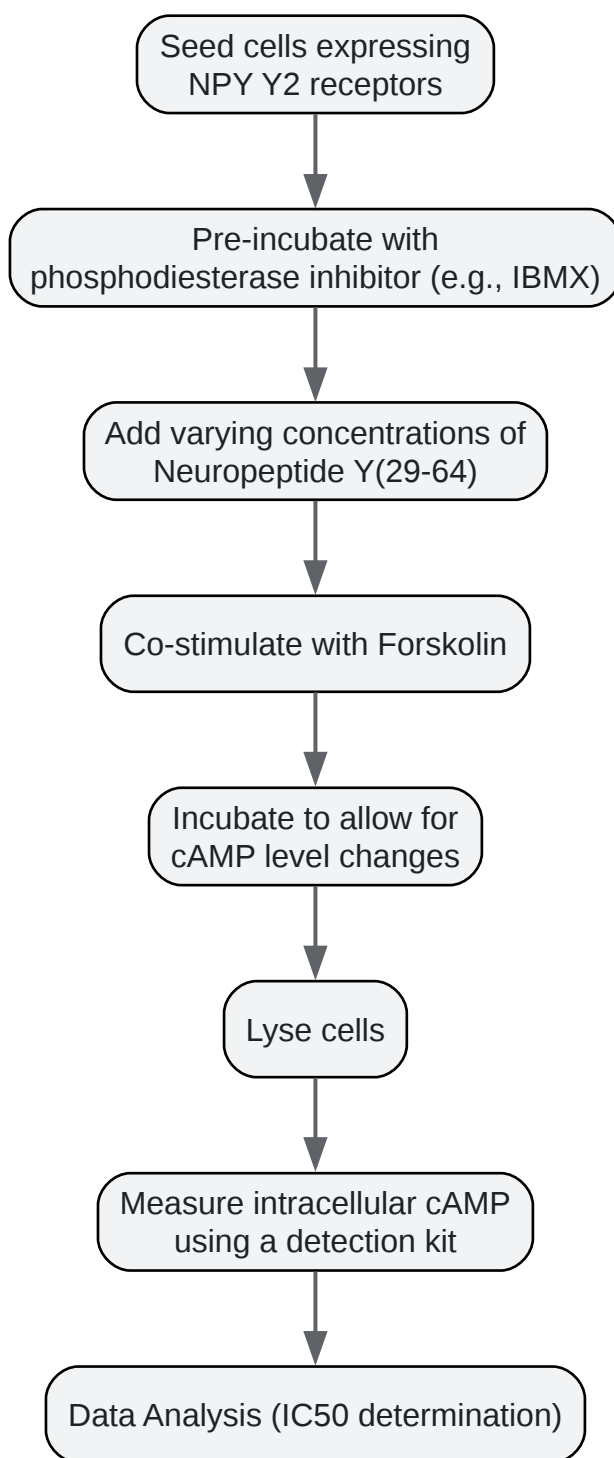 Seed cells expressing
NPY Y2 receptors
Pre-incubate with
phosphodiesterase inhibitor (e.g., IBMX)
Add varying concentrations of
Neuropeptide Y(29-64)
Co-stimulate with Forskolin
Incubate to allow for
cAMP level changes
Lyse cells
Measure intracellular cAMP
using a detection kit
Data Analysis (IC50 determination)